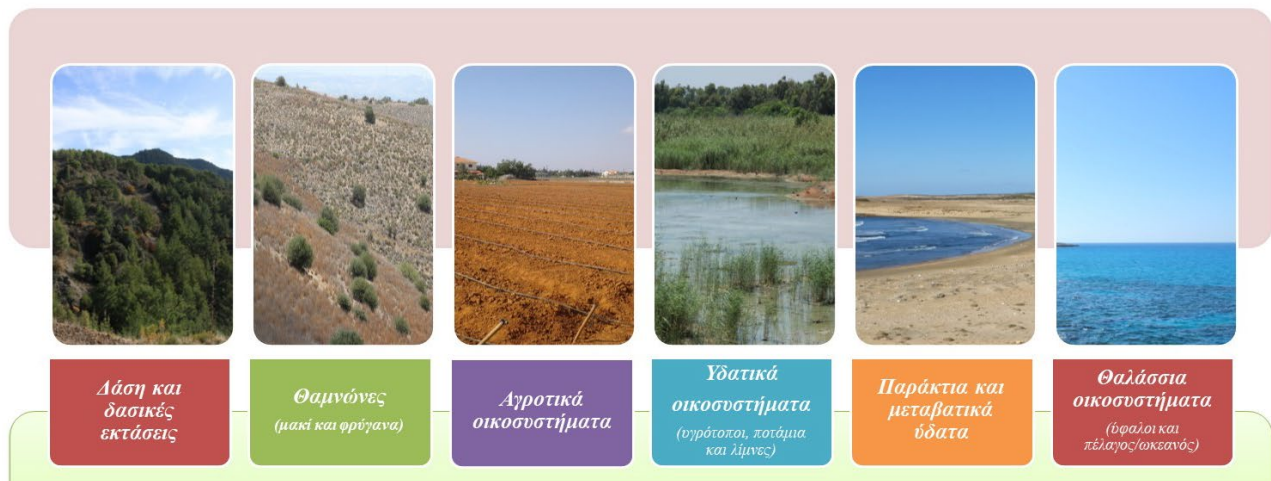 Δάση και
δασικές
εκτάσεις
Θαμνώνες
(μακί και φρύγανα)
Αγροτικά
οικοσυστήματα
Υδατικά
οικοσυστήματα
(υγρότοποι, ποτάμια
και λίμνες)
Παράκτια και
μεταβατικά
ύδατα
Θαλάσσια
οικοσυστήματα
(ύφαλοι και
πέλαγος/ωκεανός)